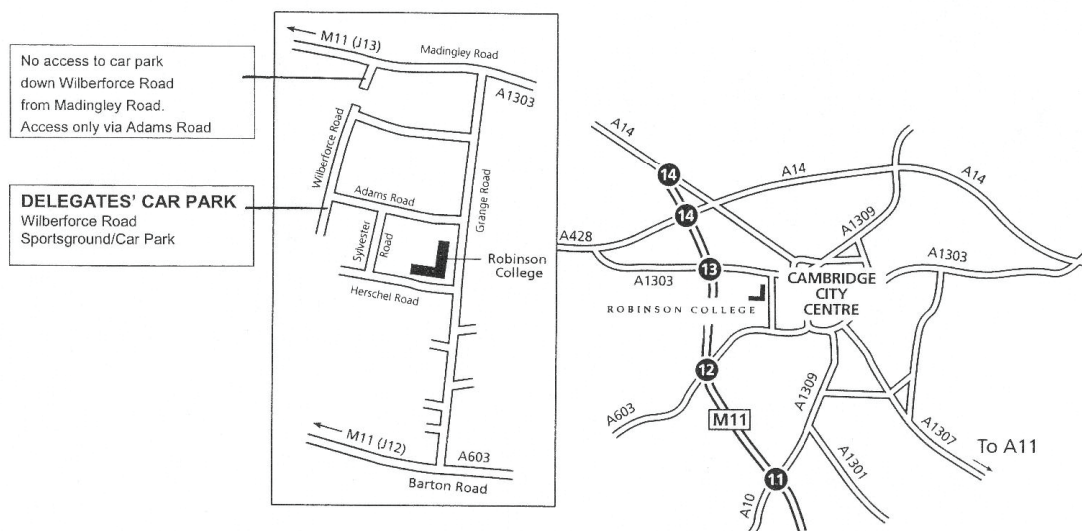 No access to car park
down Wilberforce Road
from Madingley Road.
Access only via Adams Road
DELEGATES' CAR PARK
Wilberforce Road
Sportsground/Car Park
M11 (J13)
Madingley Road
A1303
Wilberforce Road
Adams Road
Grange Road
Sylvester
Road
Robinson
College
Herschel Road
M11 (J12)
A603
Barton Road
A14
14
A14
A14
14
A1309
A428
13
A1303
A1303
CAMBRIDGE
CITY
CENTRE
ROBINSON COLLEGE
12
A603
M11
A1309
A1307
To A11
A1301
11
A10